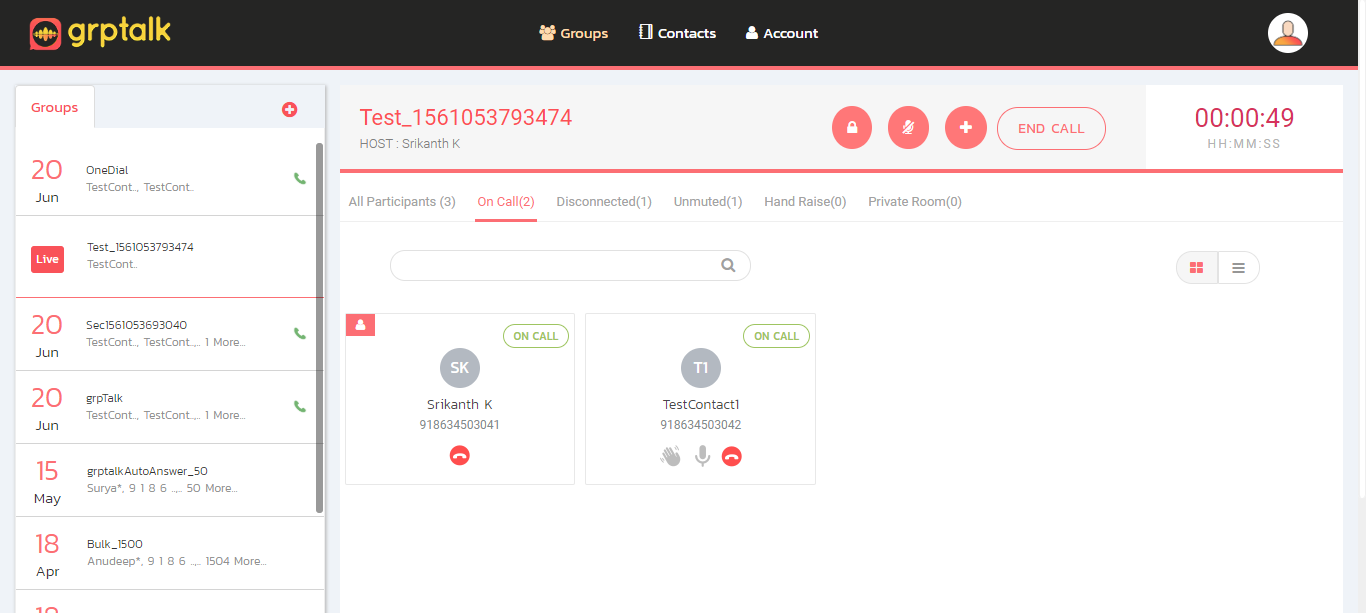 grptalk
Groups
Contacts
Account
Groups
20
Jun
OneDial
TestCont.., TestCont..
Live
Test_1561053793474
TestCont..
20
Jun
Sec1561053693040
TestCont.., TestCont..,.. 1 More...
20
Jun
grpTalk
TestCont.., TestCont..,.. 1 More...
15
May
grptalkAutoAnswer_50
Surya*, 9 1 8 6 ..,.. 50 More...
18
Apr
Bulk_1500
Anudeep*, 9 1 8 6 ..,.. 1504 More...
Test_1561053793474
HOST : Srikanth K
END CALL
00:00:49
HH:MM:SS
All Participants (3)
On Call(2)
Disconnected(1)
Unmuted(1)
Hand Raise(0)
Private Room(0)
ON CALL
SK
Srikanth K
918634503041
ON CALL
T1
TestContact1
918634503042